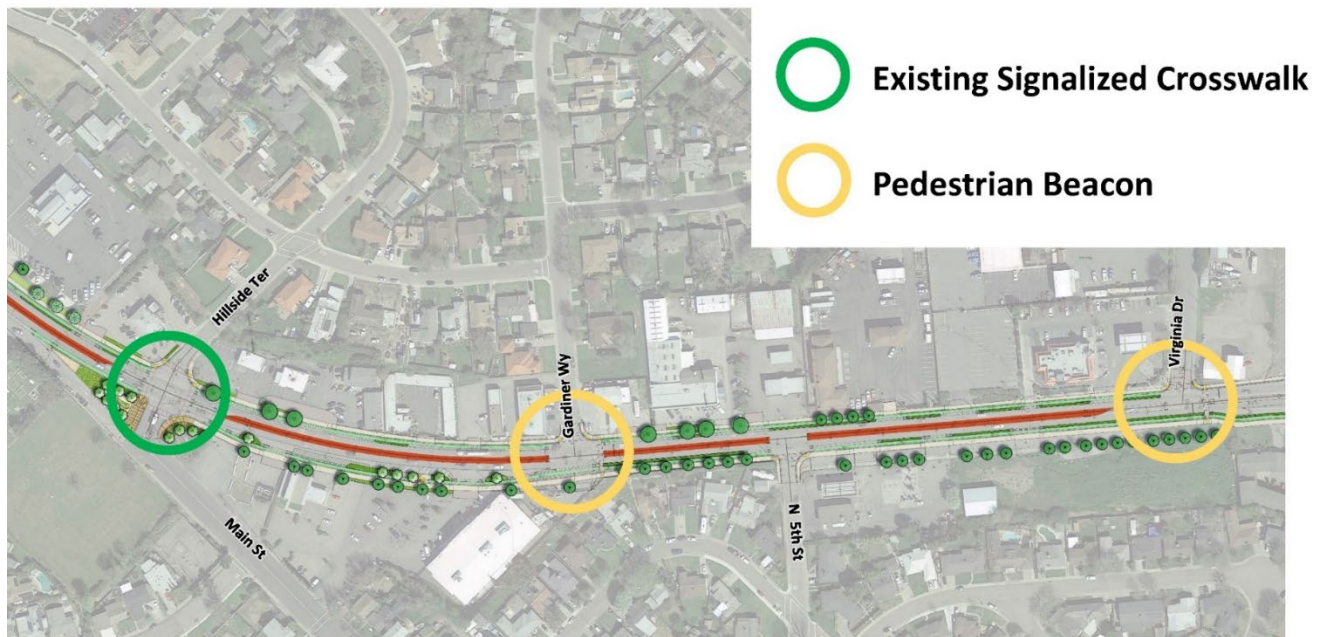 Existing Signalized Crosswalk
Pedestrian Beacon
Hillside Ter
Gardiner Wy
Virginia Dr
Main St
N 5th St